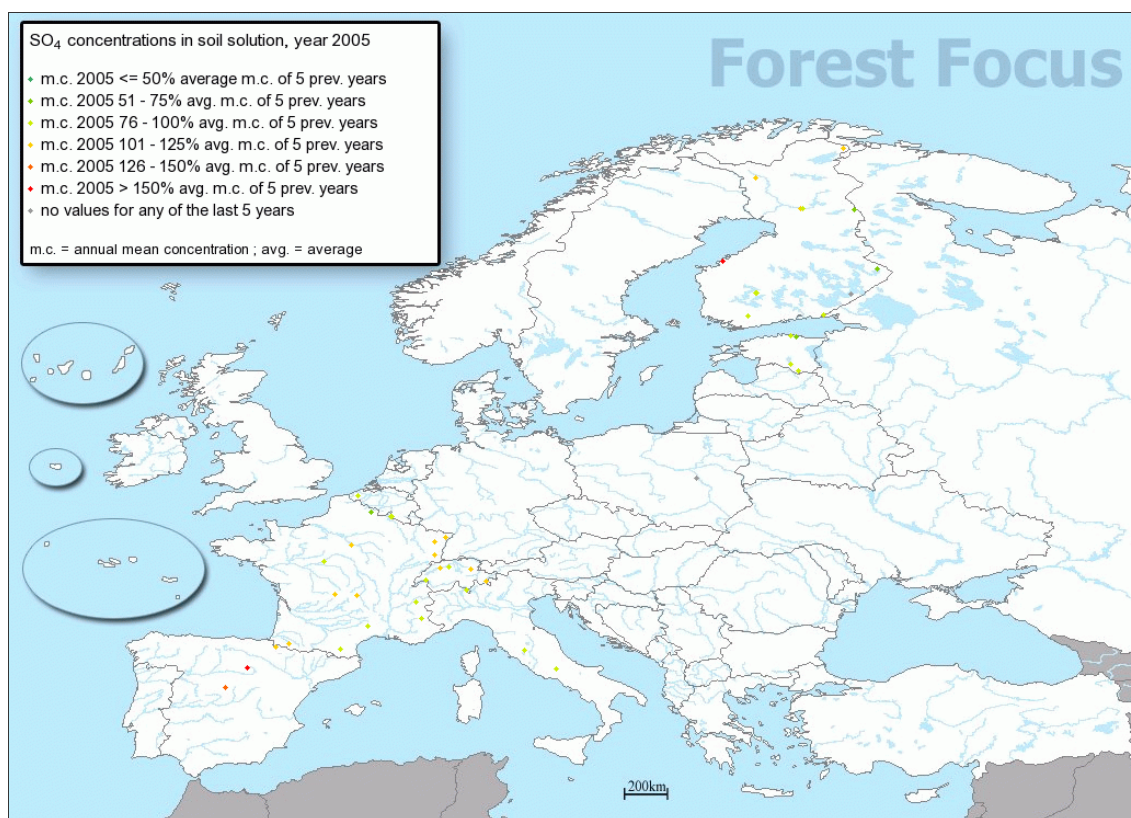 SO₄ concentrations in soil solution, year 2005
m.c. 2005 <= 50% average m.c. of 5 prev. years
m.c. 2005 51 - 75% avg. m.c. of 5 prev. years
m.c. 2005 76 - 100% avg. m.c. of 5 prev. years
m.c. 2005 101 - 125% avg. m.c. of 5 prev. years
m.c. 2005 126 - 150% avg. m.c. of 5 prev. years
m.c. 2005 > 150% avg. m.c. of 5 prev. years
no values for any of the last 5 years
m.c. = annual mean concentration ; avg. = average
Forest Focus
200km